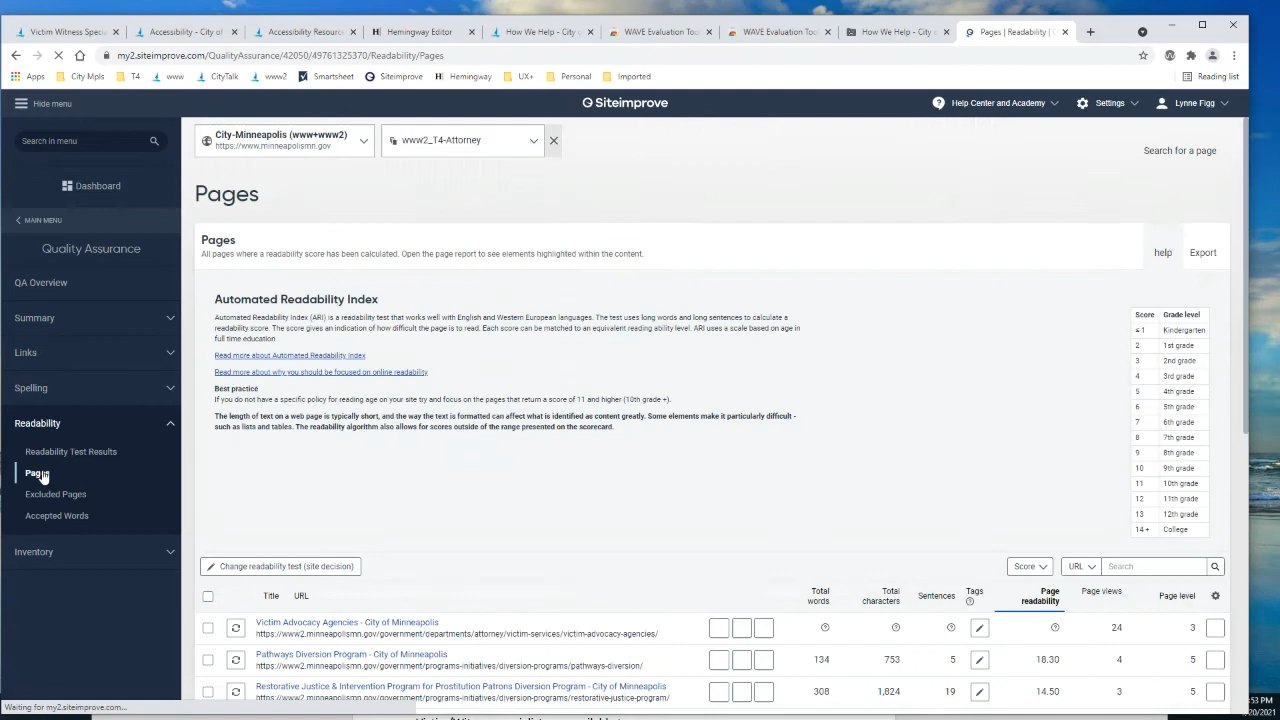 Victim Witness Speci
Accessibility - City of
Accessibility Resource
Hemingway Editor
How We Help - City
WAVE Evaluation Tool
WAVE Evaluation Tool
How We Help - City
Pages | Readability |
my2.siteimprove.com/QualityAssurance/42050/49761325370/Readability/Pages
Apps
City Mpls
T4
www
CityTalk
www2
Smartsheet
Siteimprove
Hemingway
UX+
Personal
Imported
Reading list
Hide menu
Siteimprove
Help Center and Academy
Settings
Lynne Figg
Search in menu
City-Minneapolis (www+www2)
https://www.minneapolismn.gov
www2_T4-Attorney
Search for a page
Dashboard
MAIN MENU
Quality Assurance
QA Overview
Summary
Links
Spelling
Readability
Readability Test Results
Pages
Excluded Pages
Accepted Words
Inventory
Pages
Pages
All pages where a readability score has been calculated. Open the page report to see elements highlighted within the content.
help
Export
Automated Readability Index
Automated Readability Index (ARI) is a readability test that works well with English and Western European languages. The test uses long words and long sentences to calculate a
readability score. The score gives an indication of how difficult the page is to read. Each score can be matched to an equivalent reading ability level. ARI uses a scale based on age in
full time education
Read more about Automated Readability index
Read more about why you should be focused on online readability
Best practice
If you do not have a specific policy for reading age on your site try and focus on the pages that return a score of 11 and higher (10th grade +).
The length of text on a web page is typically short, and the way the text is formatted can affect what is identified as content greatly. Some elements make it particularly difficult -
such as lists and tables. The readability algorithm also allows for scores outside of the range presented on the scorecard.
Score Grade level
≤ 1 Kindergarten
2 1st grade
3 2nd grade
4 3rd grade
5 4th grade
6 5th grade
7 6th grade
8 7th grade
9 8th grade
10 9th grade
11 10th grade
12 11th grade
13 12th grade
14 + College
Change readability test (site decision)
Score
URL
Search
Title URL Total words Total characters Sentences Tags Page readability Page views Page level
Victim Advocacy Agencies - City of Minneapolis
https://www2.minneapolismn.gov/government/departments/attorney/victim-services/victim-advocacy-agencies/
24 3
Pathways Diversion Program - City of Minneapolis
https://www2.minneapolismn.gov/government/programs-initiatives/diversion-programs/pathways-diversion/
134 753 5 18.30 4 5
Restorative Justice & Intervention Program for Prostitution Patrons Diversion Program - City of Minneapolis
https://www2.minneapolismn.gov/government/programs-initiatives/diversion-programs/restorative-justice-program/
308 1,824 19 14.50 3 5
Waiting for my2.siteimprove.com...
:53 PM
/20/2021